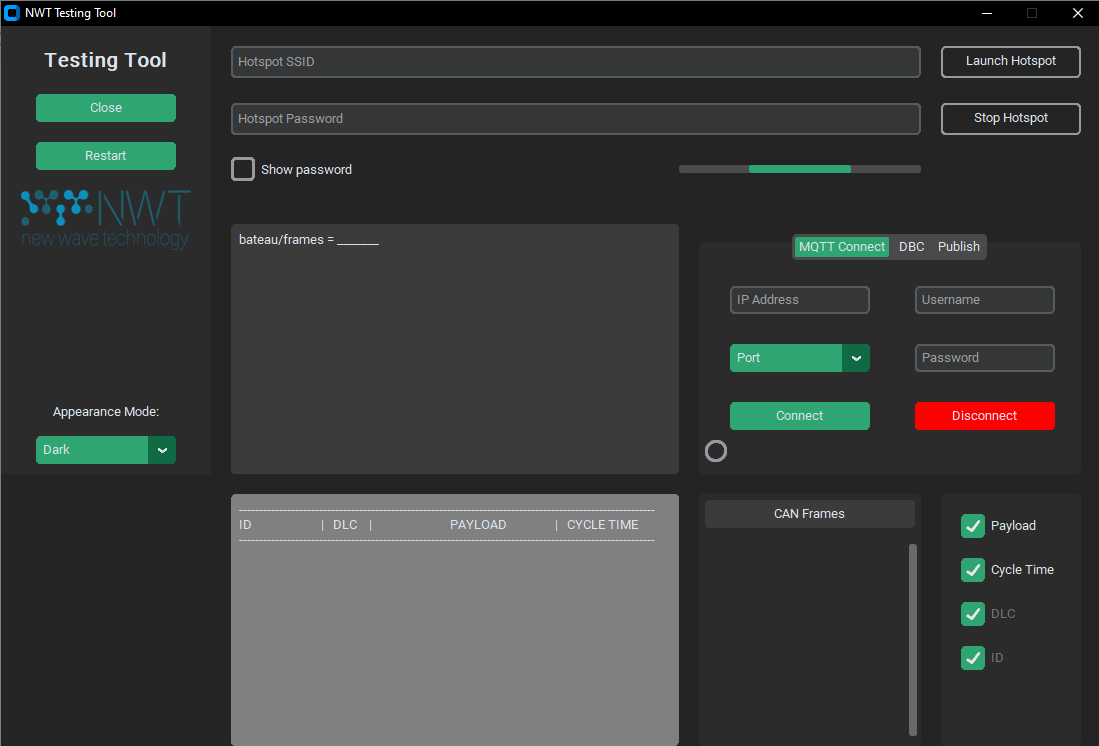 NWT Testing Tool
Testing Tool
Close
Restart
NWT
new wave technology
Appearance Mode:
Dark
Hotspot SSID
Launch Hotspot
Hotspot Password
Stop Hotspot
Show password
bateau/frames = _______
MQTT Connect DBC Publish
IP Address
Username
Port
Password
Connect
Disconnect
ID | DLC | PAYLOAD | CYCLE TIME
CAN Frames
Payload
Cycle Time
DLC
ID